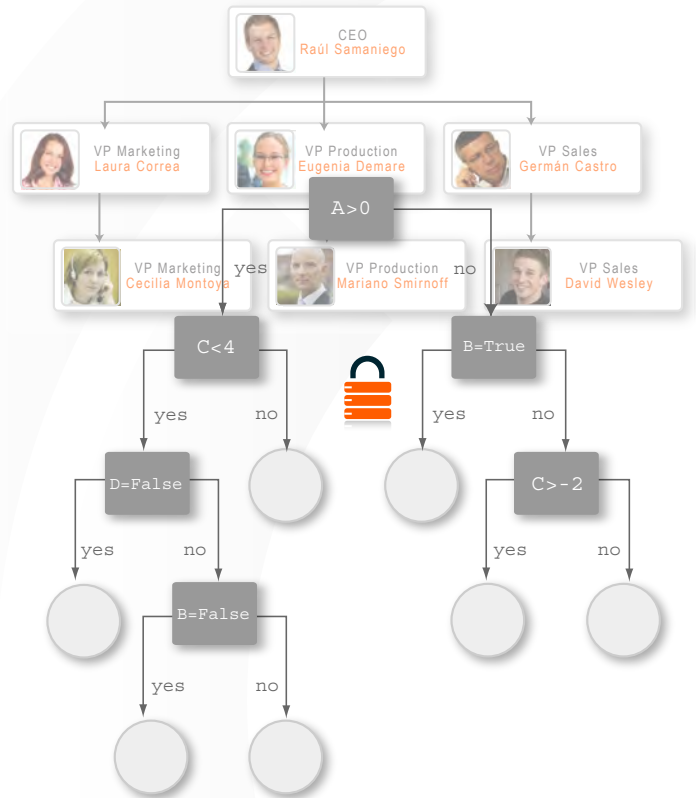 CEO
Raúl Samaniego
VP Marketing
Laura Correa
VP Production
Eugenia Demare
VP Sales
Germán Castro
A>0
VP Marketing
Cecilia Montoya
yes
VP Production
Mariano Smirnoff
no
VP Sales
David Wesley
C<4
B=True
yes
no
yes
no
D=False
C>-2
yes
no
yes
no
B=False
yes
no